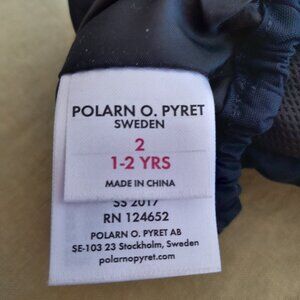 POLARN O. PYRET
SWEDEN
2
1-2 YRS
MADE IN CHINA
SS 2017
RN 124652
POLARN O. PYRET AB
SE-103 23 Stockholm, Sweden
polarnopyret.com